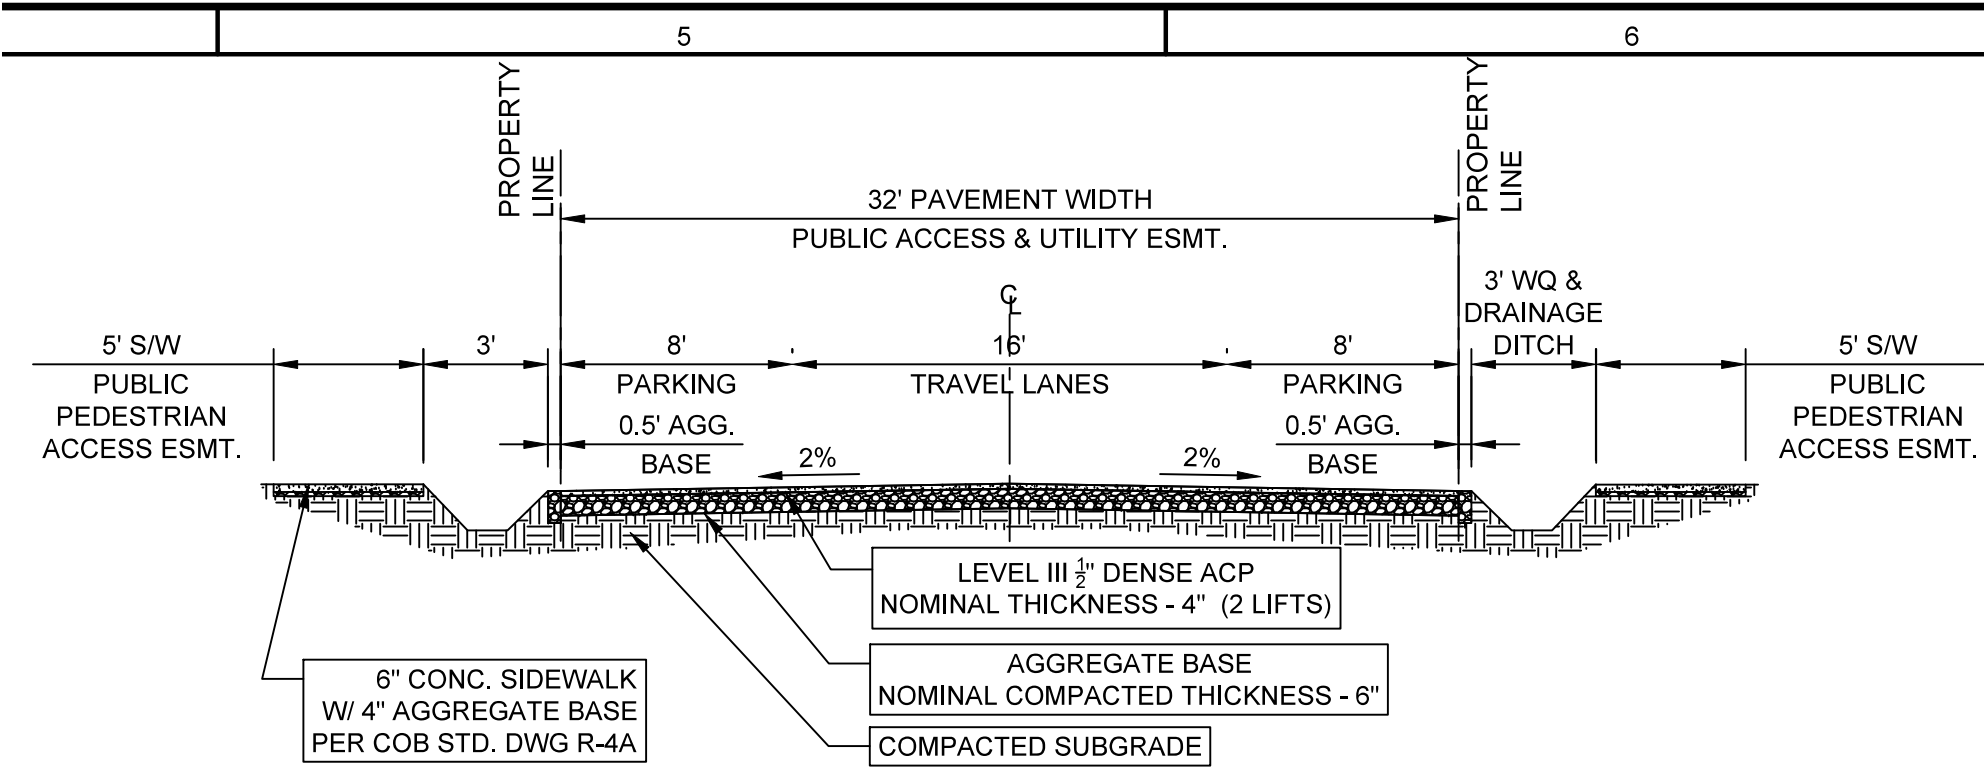 5
6
PROPERTY
LINE
PROPERTY
LINE
32' PAVEMENT WIDTH
PUBLIC ACCESS & UTILITY ESMT.
℄
3' WQ &
DRAINAGE
DITCH
5' S/W
3'
8'
16'
8'
5' S/W
PUBLIC
PEDESTRIAN
ACCESS ESMT.
PARKING
TRAVEL LANES
PARKING
PUBLIC
PEDESTRIAN
ACCESS ESMT.
0.5' AGG.
BASE
0.5' AGG.
BASE
2%
2%
LEVEL III ½" DENSE ACP
NOMINAL THICKNESS - 4" (2 LIFTS)
AGGREGATE BASE
NOMINAL COMPACTED THICKNESS - 6"
COMPACTED SUBGRADE
6" CONC. SIDEWALK
W/ 4" AGGREGATE BASE
PER COB STD. DWG R-4A